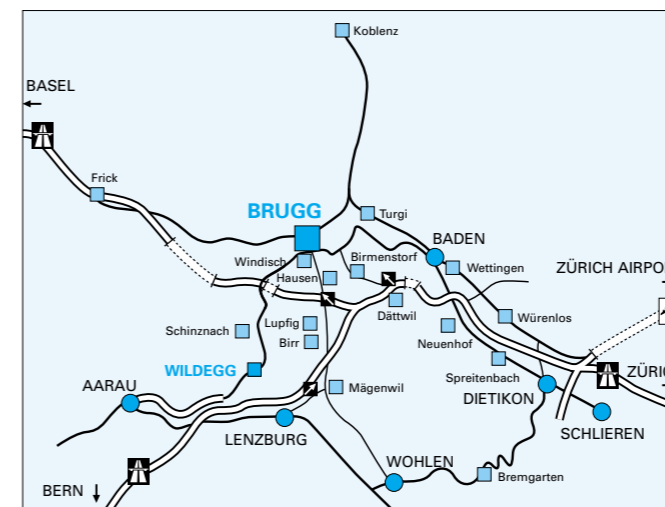 Koblenz
BASEL
Frick
BRUGG
Turgi
BADEN
Windisch
Birmenstorf
Wettingen
ZÜRICH AIRPO
Hausen
Dättwil
Würenlos
Schinznach
Lupfig
Birr
Neuenhof
WILDEGG
Spreitenbach
ZÜRIC
AARAU
Mägenwil
DIETIKON
LENZBURG
SCHLIEREN
WOHLEN
Bremgarten
BERN